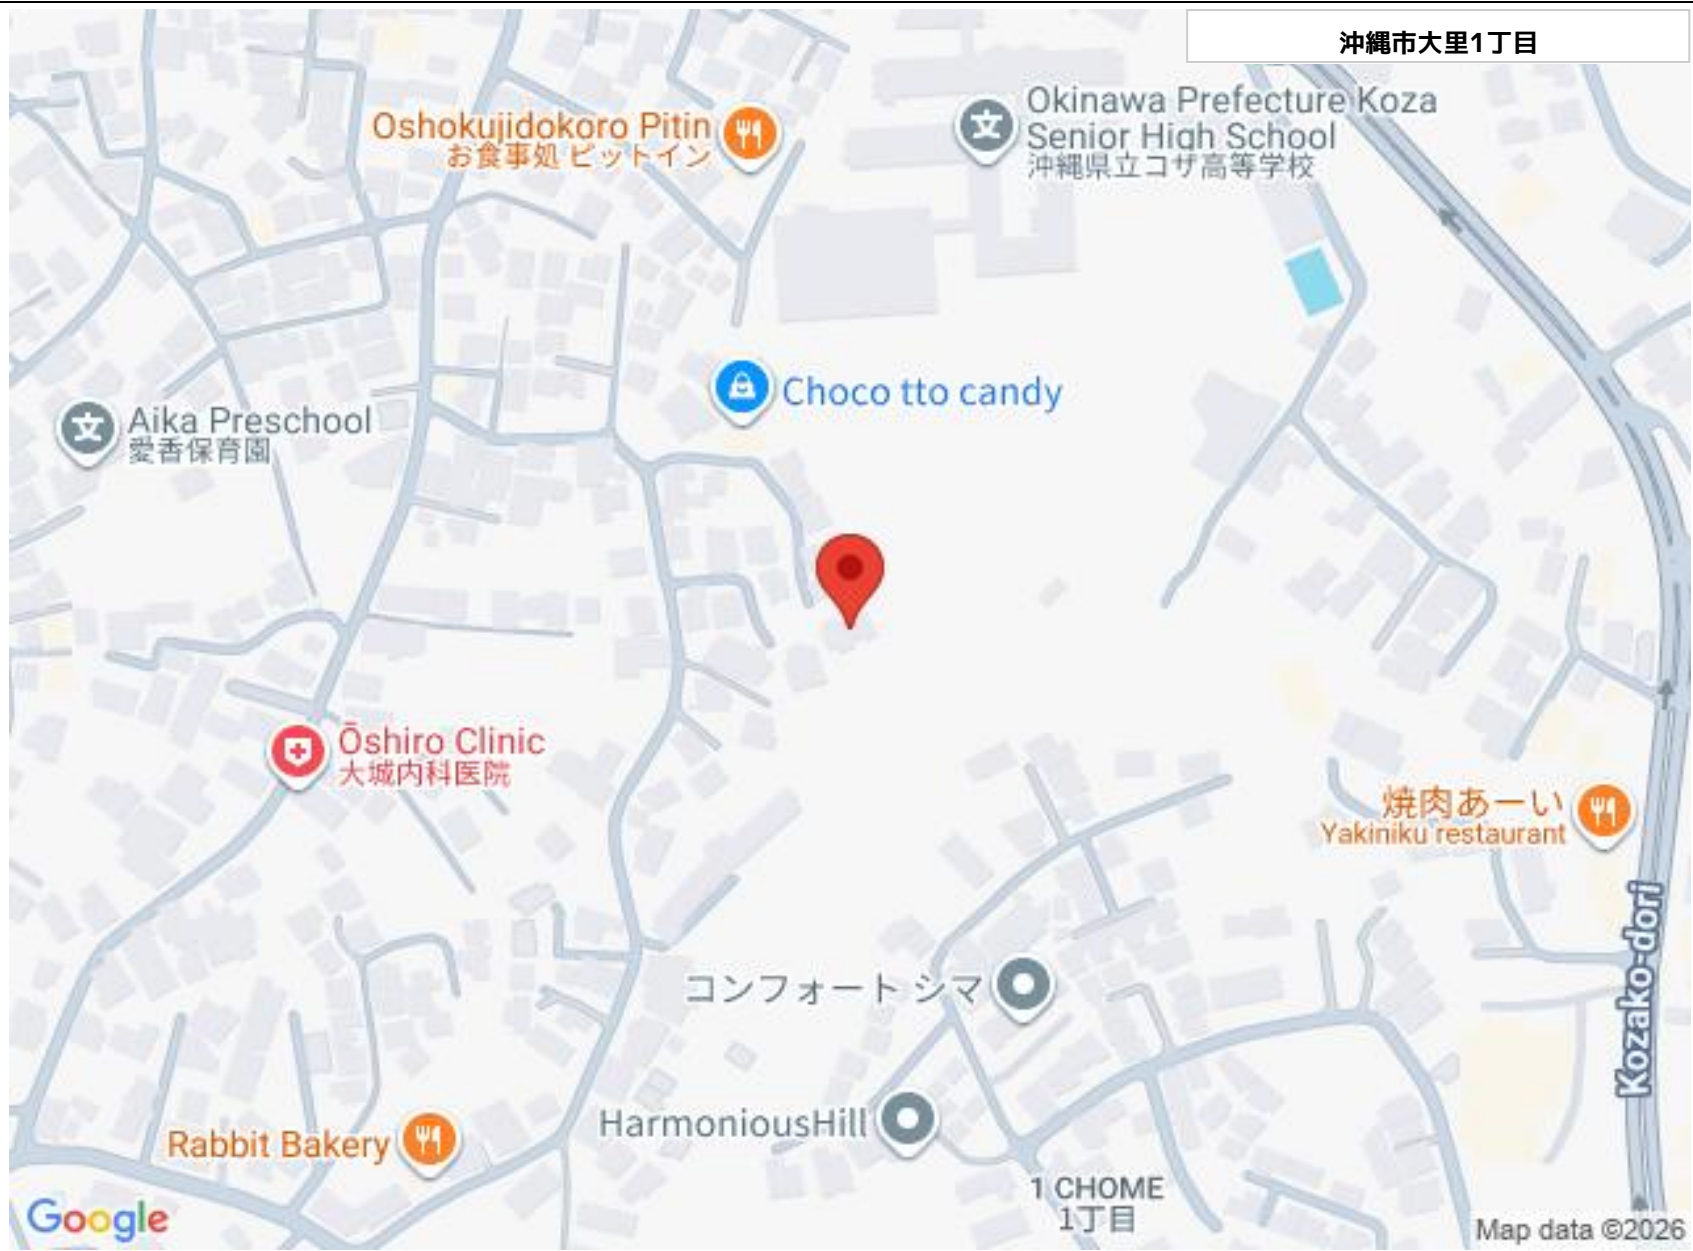 沖縄市大里1丁目
Okinawa Prefecture Koza
Senior High School
沖縄県立コザ高等学校
Oshokujidokoro Pitin
お食事処 ピットイン
Choco tto candy
Aika Preschool
愛香保育園
Ōshiro Clinic
大城内科医院
焼肉あーい
Yakiniku restaurant
Kozako-dori
コンフォート シマ
HarmoniousHill
Rabbit Bakery
1 CHOME
1丁目
Google
Map data ©2026